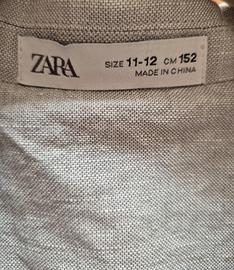 ZARA
SIZE 11-12 CM 152
MADE IN CHINA